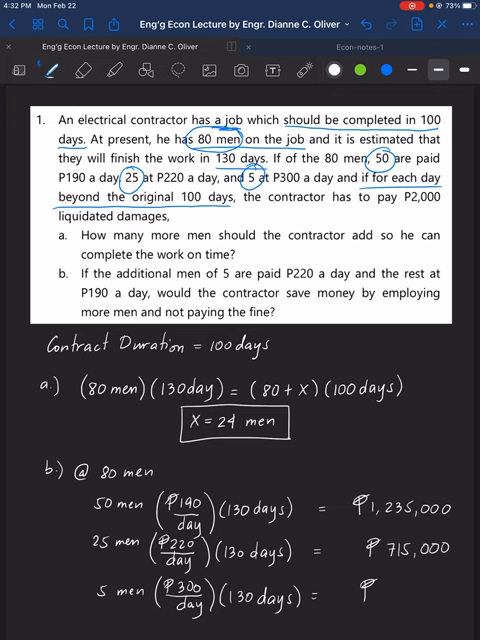 4:32 PM Mon Feb 22
73%
Eng'g Econ Lecture by Engr. Dianne C. Oliver
Eng'g Econ Lecture by Engr. Dianne C. Oliver
Econ-notes-1
1. An electrical contractor has a job which should be completed in 100
days. At present, he has 80 men on the job and it is estimated that
they will finish the work in 130 days. If of the 80 men, 50 are paid
P190 a day, 25 at P220 a day, and 5 at P300 a day and if for each day
beyond the original 100 days, the contractor has to pay P2,000
liquidated damages,
a. How many more men should the contractor add so he can
complete the work on time?
b. If the additional men of 5 are paid P220 a day and the rest at
P190 a day, would the contractor save money by employing
more men and not paying the fine?
Contract Duration = 100 days
a.) (80 men) (130 day) = (80 + X) (100 days)
X = 24 men
b.) @ 80 men
50 men (₱190/day) (130 days) = ₱1,235,000
25 men (₱220/day) (130 days) = ₱ 715,000
5 men (₱300/day) (130 days) = ₱